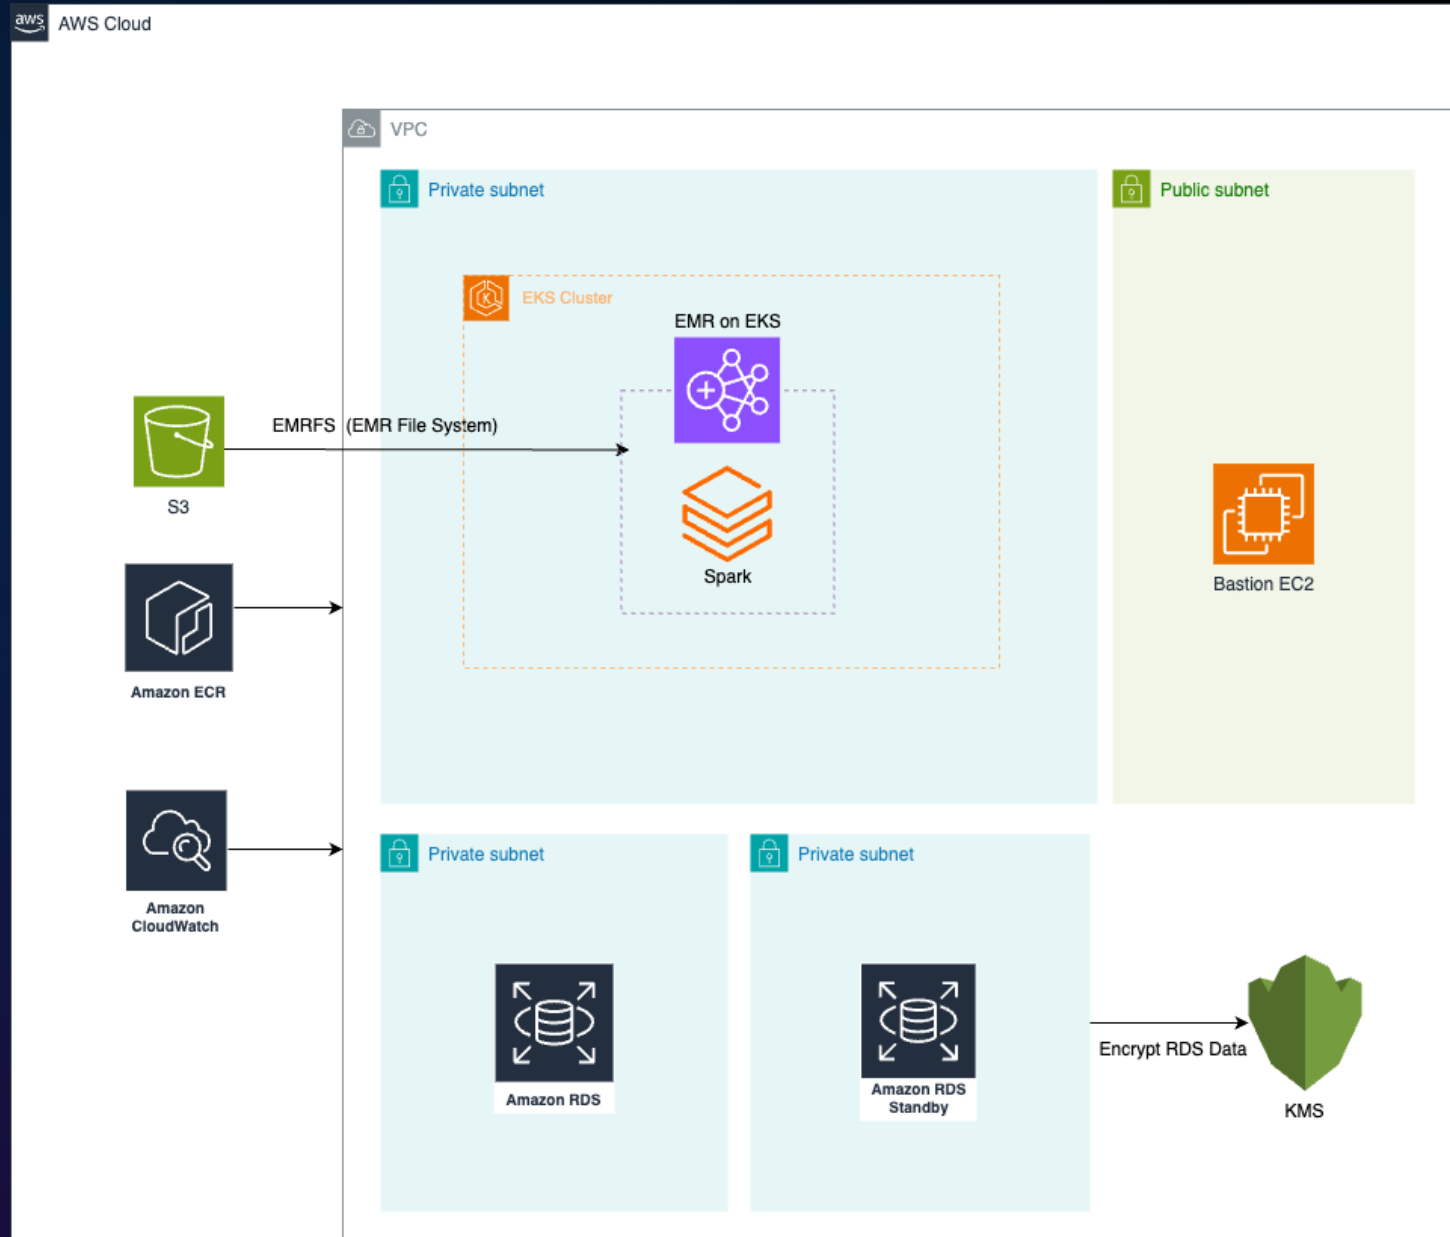 aws
AWS Cloud
VPC
Private subnet
Public subnet
K
EKS Cluster
EMR on EKS
EMRFS (EMR File System)
S3
Spark
Bastion EC2
Amazon ECR
Private subnet
Private subnet
Amazon
CloudWatch
Amazon RDS
Amazon RDS
Standby
Encrypt RDS Data
KMS